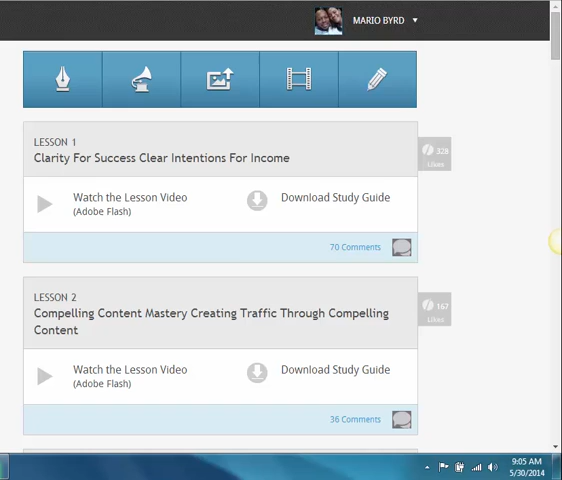 MARIO BYRD
LESSON 1
Clarity For Success Clear Intentions For Income
328
Likes
Watch the Lesson Video
(Adobe Flash)
Download Study Guide
70 Comments
LESSON 2
Compelling Content Mastery Creating Traffic Through Compelling
Content
167
Likes
Watch the Lesson Video
(Adobe Flash)
Download Study Guide
36 Comments
9:05 AM
5/30/2014